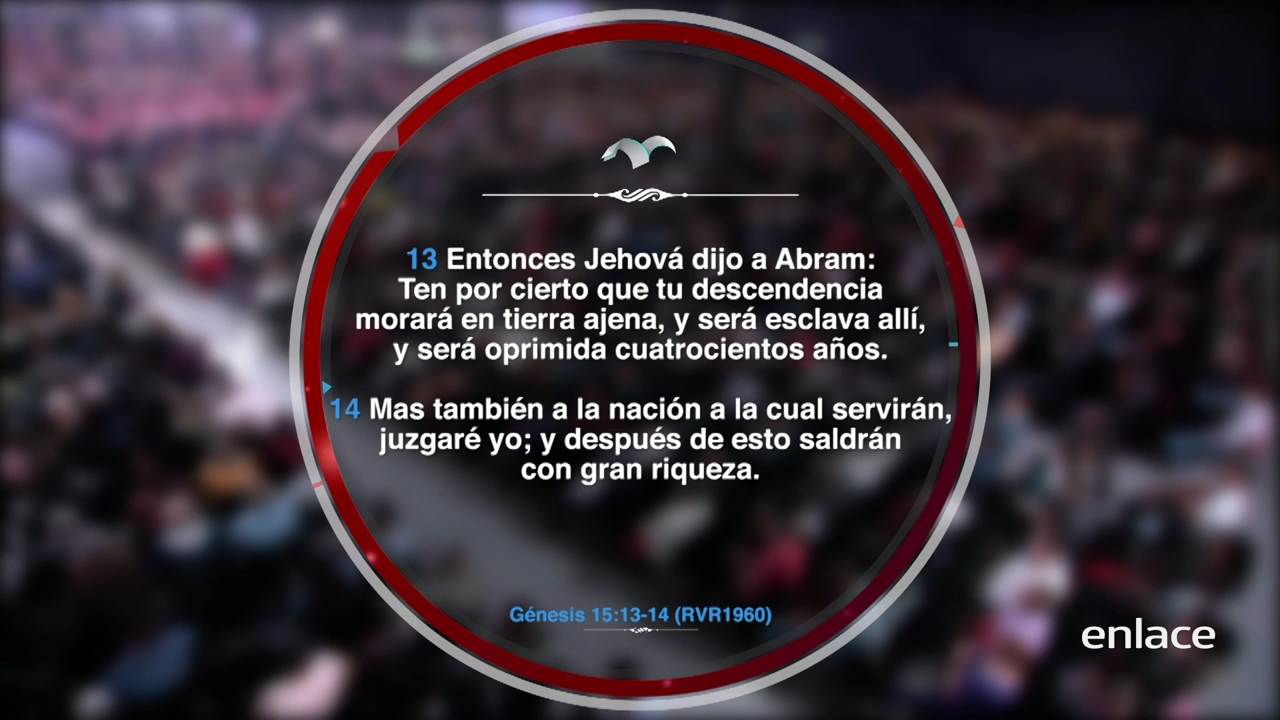 13 Entonces Jehová dijo a Abram:
Ten por cierto que tu descendencia
morará en tierra ajena, y será esclava allí,
y será oprimida cuatrocientos años.
14 Mas también a la nación a la cual servirán,
juzgaré yo; y después de esto saldrán
con gran riqueza.
Génesis 15:13-14 (RVR1960)
enlace